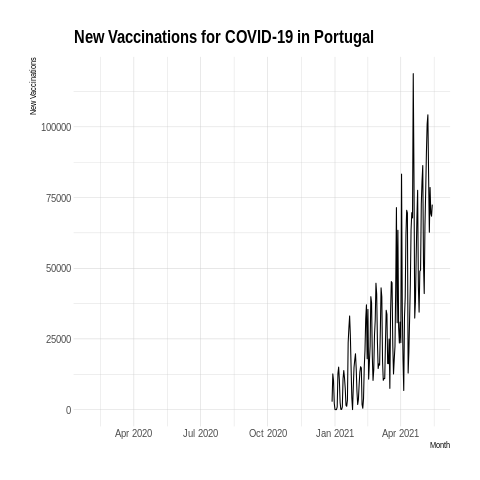 New Vaccinations for COVID-19 in Portugal
New Vaccinations
100000
75000
50000
25000
0
Apr 2020 Jul 2020 Oct 2020 Jan 2021 Apr 2021
Month